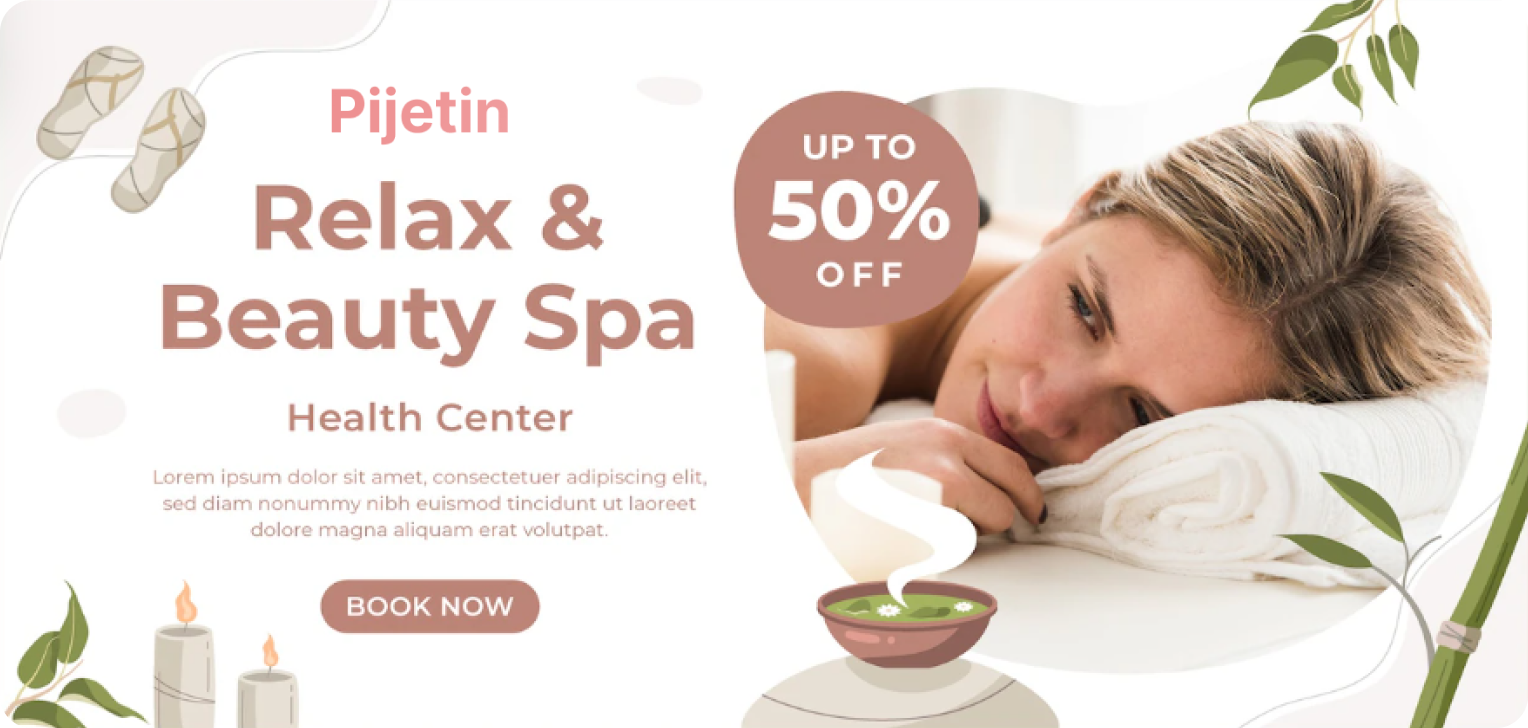 Pijetin
Relax &
Beauty Spa
Health Center
Lorem ipsum dolor sit amet, consectetuer adipiscing elit,
sed diam nonummy nibh euismod tincidunt ut laoreet
dolore magna aliquam erat volutpat.
BOOK NOW
UP TO
50%
OFF